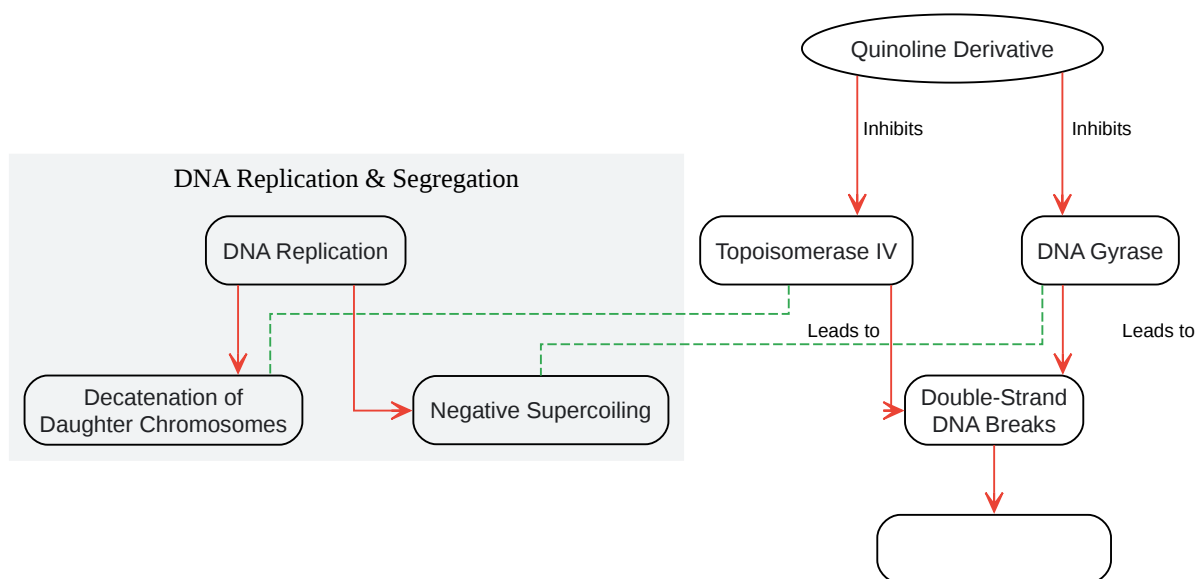 Quinoline Derivative
Inhibits
Inhibits
DNA Replication & Segregation
DNA Replication
Topoisomerase IV
DNA Gyrase
Leads to
Leads to
Decatenation of
Daughter Chromosomes
Negative Supercoiling
Double-Strand
DNA Breaks